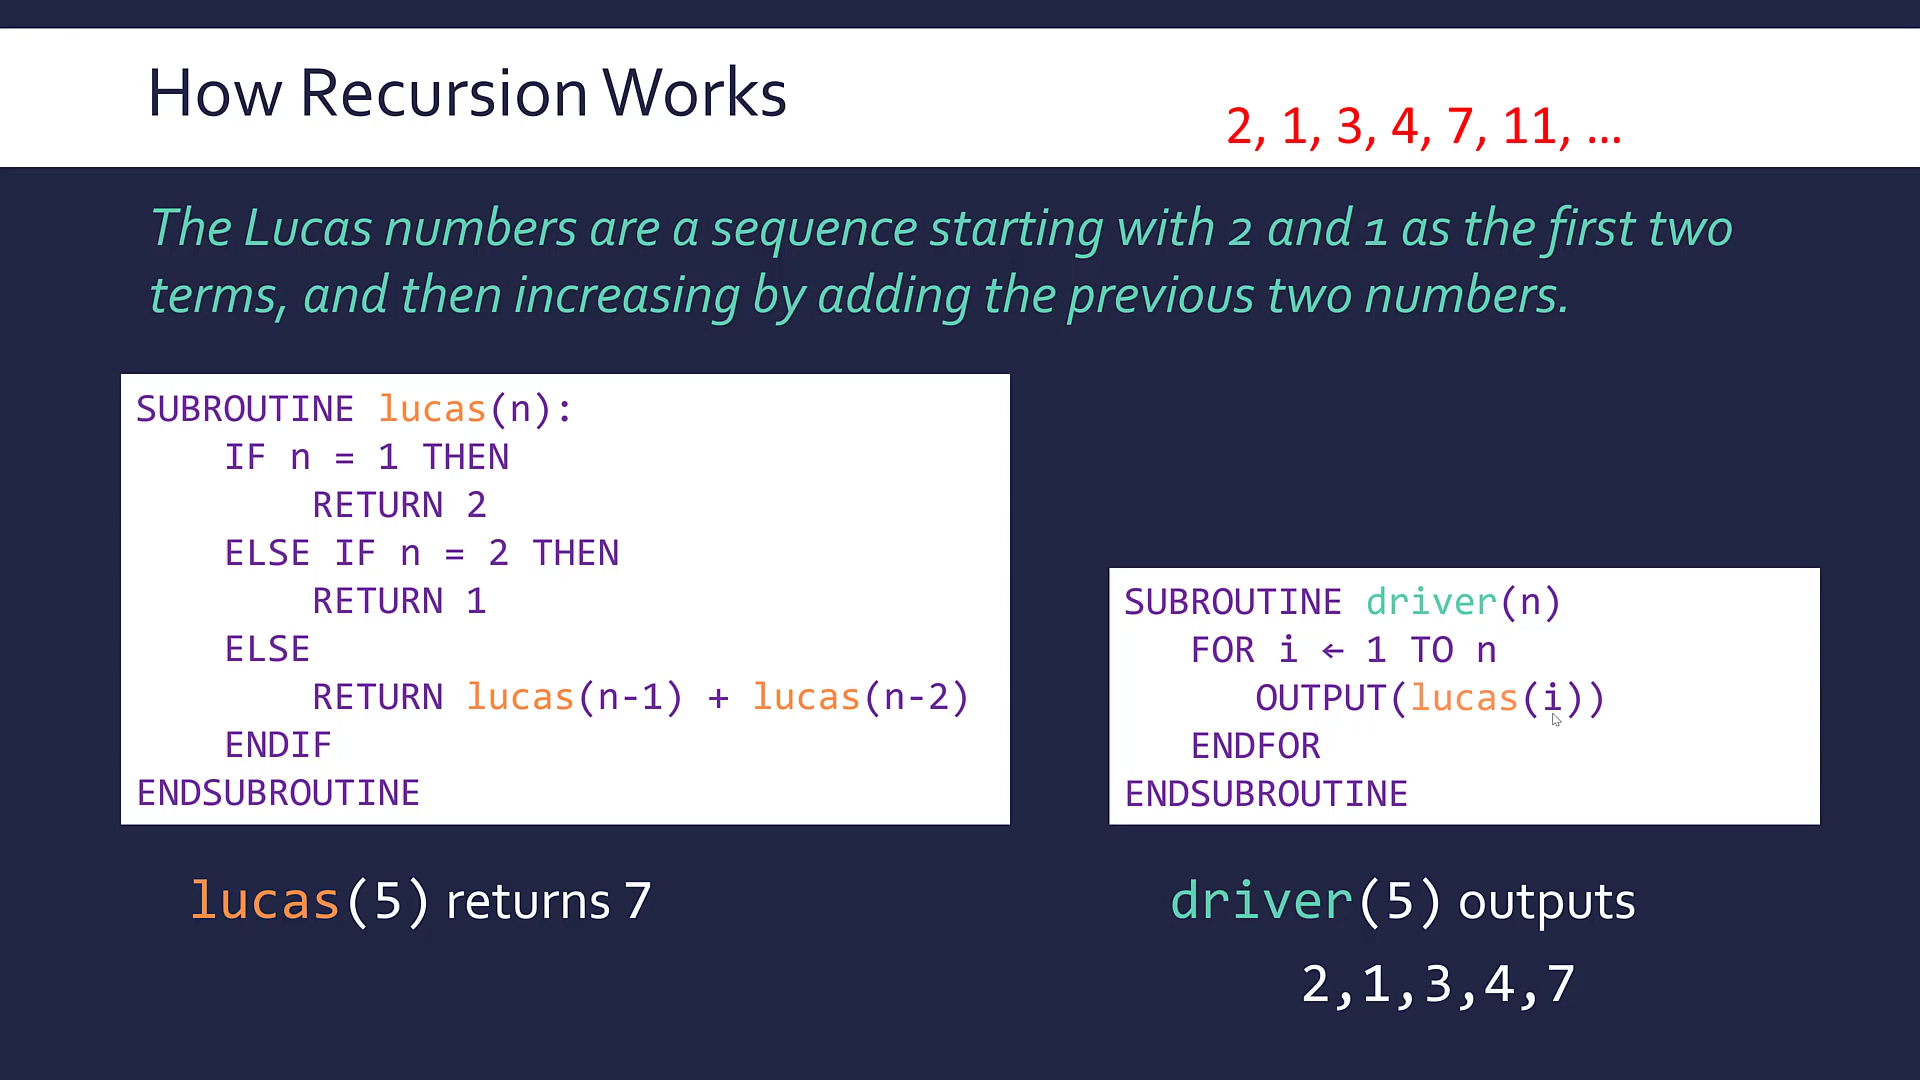 How Recursion Works
2, 1, 3, 4, 7, 11, ...
The Lucas numbers are a sequence starting with 2 and 1 as the first two
terms, and then increasing by adding the previous two numbers.
SUBROUTINE lucas(n):
    IF n = 1 THEN
        RETURN 2
    ELSE IF n = 2 THEN
        RETURN 1
    ELSE
        RETURN lucas(n-1) + lucas(n-2)
    ENDIF
ENDSUBROUTINE
SUBROUTINE driver(n)
   FOR i ← 1 TO n
      OUTPUT(lucas(i))
   ENDFOR
ENDSUBROUTINE
lucas(5) returns 7
driver(5) outputs
2,1,3,4,7